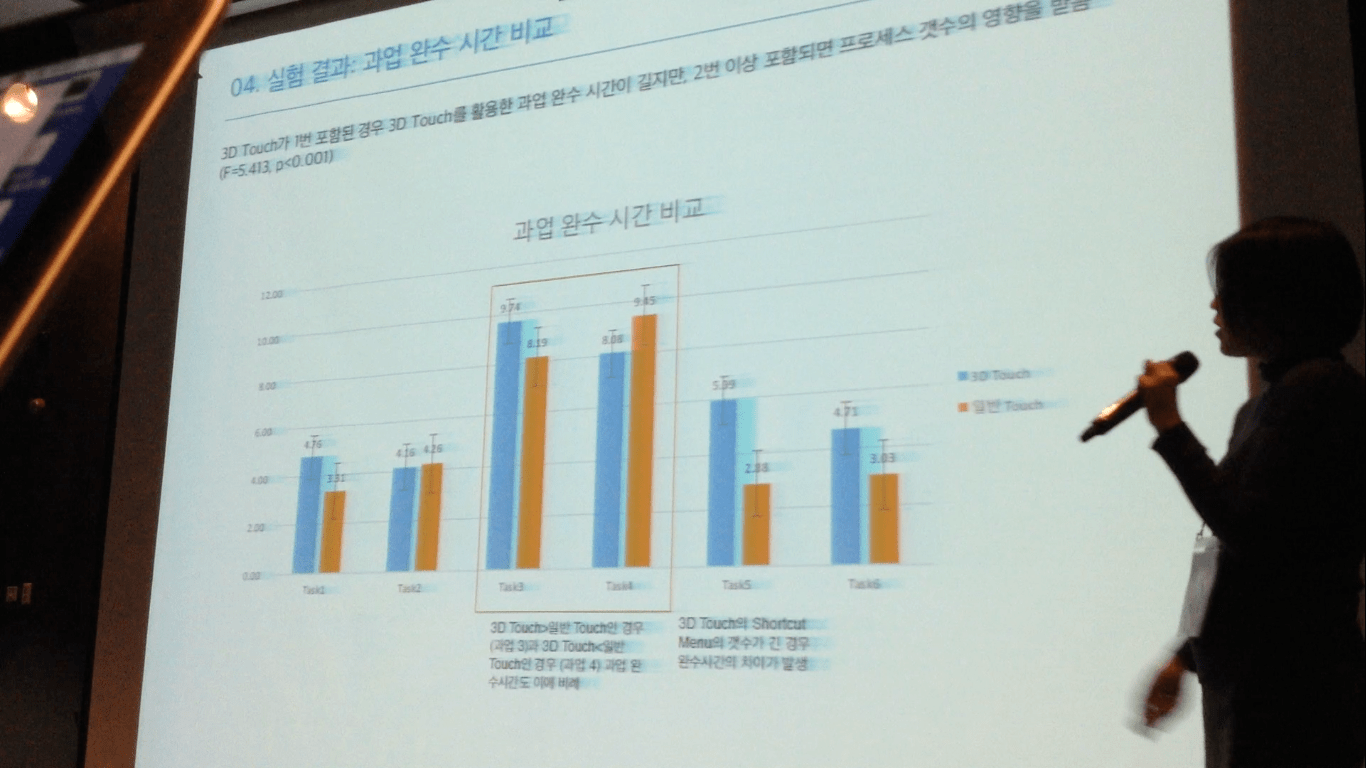 04. 실험 결과: 과업 완수 시간 비교
3D Touch가 1번 포함된 경우 3D Touch를 활용한 과업 완수 시간이 길지만, 2번 이상 포함되면 프로세스 갯수의 영향을 받음
(F=5.413, p<0.001)
과업 완수 시간 비교
12.00
10.00
8.00
6.00
4.00
2.00
0.00
4.76
3.31
4.16
4.26
9.74
8.19
8.08
9.45
5.99
2.88
4.71
3.03
3D Touch
일반 Touch
Task1
Task2
Task3
Task4
Task5
Task6
3D Touch>일반 Touch인 경우
(과업 3)과 3D Touch<일반
Touch인 경우 (과업 4) 과업 완
수시간도 이에 비례
3D Touch의 Shortcut
Menu의 갯수가 긴 경우
완수시간의 차이가 발생